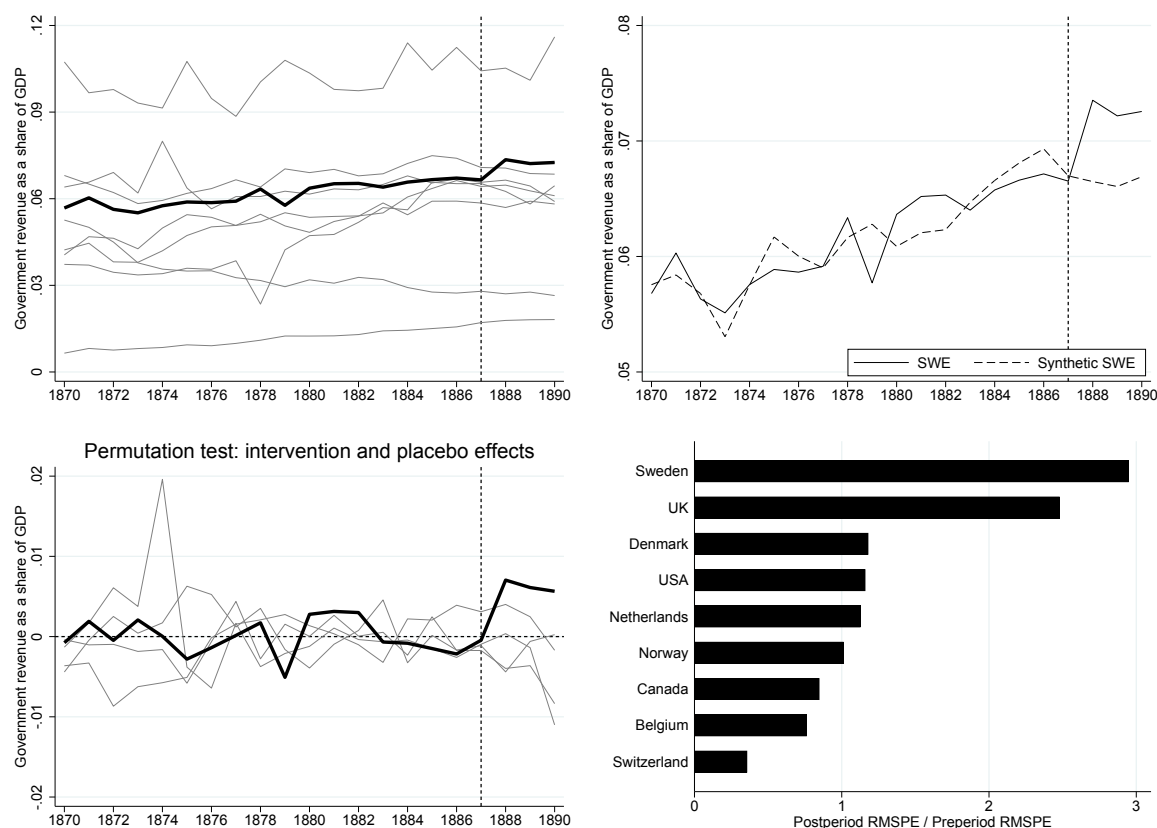 Government revenue as a share of GDP
.12
.09
.06
.03
0
1870 1872 1874 1876 1878 1880 1882 1884 1886 1888 1890
Government revenue as a share of GDP
.08
.07
.06
.05
SWE Synthetic SWE
1870 1872 1874 1876 1878 1880 1882 1884 1886 1888 1890
Permutation test: intervention and placebo effects
Government revenue as a share of GDP
.02
.01
0
-.01
-.02
1870 1872 1874 1876 1878 1880 1882 1884 1886 1888 1890
Sweden
UK
Denmark
USA
Netherlands
Norway
Canada
Belgium
Switzerland
0 1 2 3
Postperiod RMSPE / Preperiod RMSPE